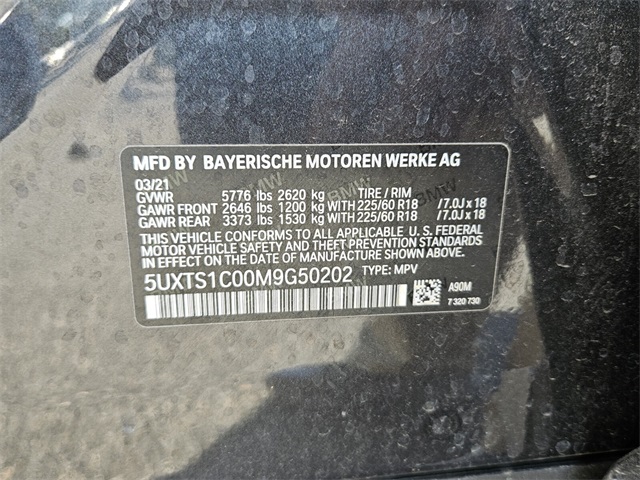 MFD BY BAYERISCHE MOTOREN WERKE AG
03/21
GVWR 5776 lbs 2620 kg TIRE / RIM
GAWR FRONT 2646 lbs 1200 kg WITH 225/60 R18 /7.0J x 18
GAWR REAR 3373 lbs 1530 kg WITH 225/60 R18 /7.0J x 18
THIS VEHICLE CONFORMS TO ALL APPLICABLE U. S. FEDERAL
MOTOR VEHICLE SAFETY AND THEFT PREVENTION
STANDARDS IN EFFECT ON THE DATE OF MANUFACTURE SHOWN ABOVE.
5UXTS1C00M9G50202 TYPE: MPV
A90M
7 320 730